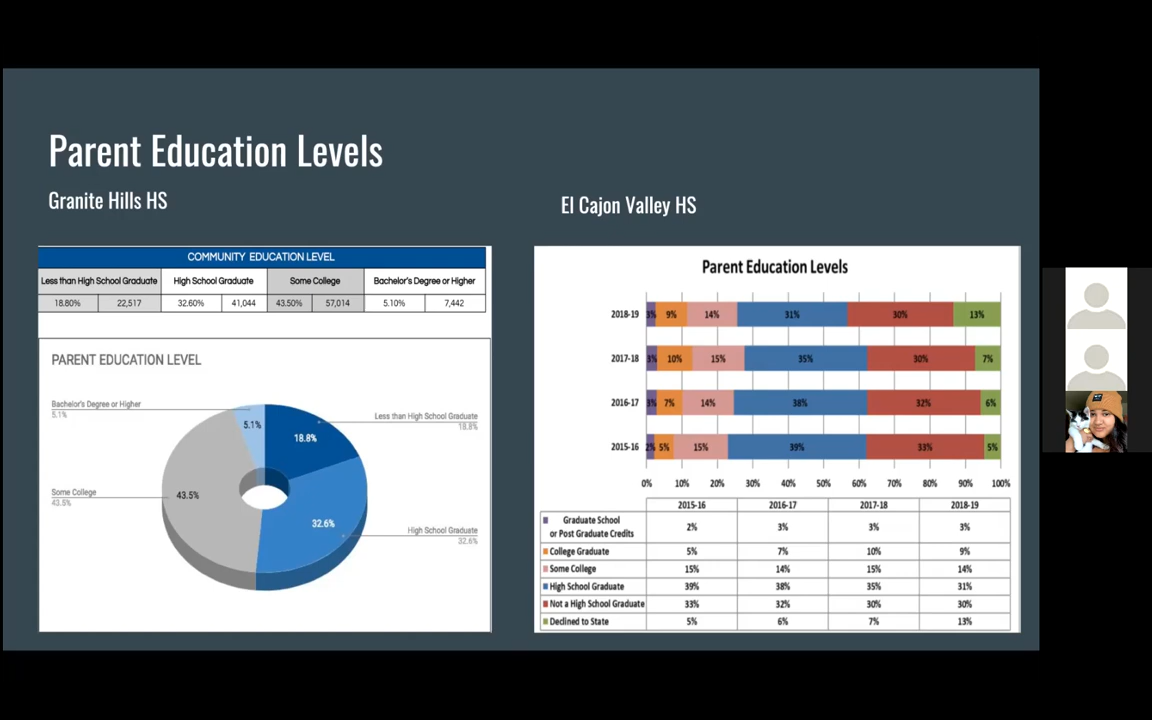 Parent Education Levels
Granite Hills HS
El Cajon Valley HS
COMMUNITY EDUCATION LEVEL
Less than High School Graduate High School Graduate Some College Bachelor's Degree or Higher
18.80% 22,517 32.60% 41,044 43.50% 57,014 5.10% 7,442
PARENT EDUCATION LEVEL
Bachelor's Degree or Higher
5.1%
5.1%
Less than High School Graduate
18.8%
18.8%
Some College
43.5%
43.5%
32.6%
High School Graduate
32.6%
Parent Education Levels
2018-19 3% 9% 14% 31% 30% 13%
2017-18 3% 10% 15% 35% 30% 7%
2016-17 3% 7% 14% 38% 32% 6%
2015-16 2% 5% 15% 39% 33% 5%
0% 10% 20% 30% 40% 50% 60% 70% 80% 90% 100%
2015-16 2016-17 2017-18 2018-19
Graduate School
or Post Graduate Credits 2% 3% 3% 3%
College Graduate 5% 7% 10% 9%
Some College 15% 14% 15% 14%
High School Graduate 39% 38% 35% 31%
Not a High School Graduate 33% 32% 30% 30%
Declined to State 5% 6% 7% 13%